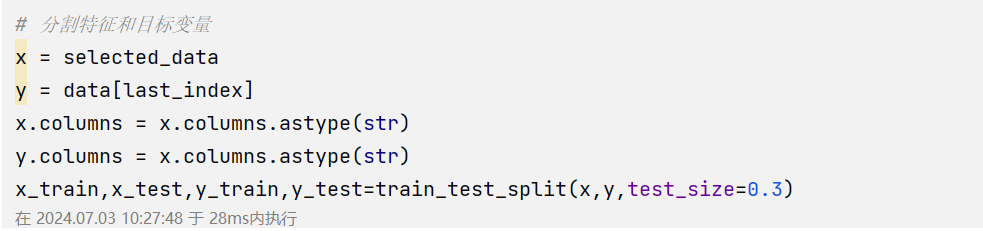 # 分割特征和目标变量
x = selected_data
y = data[last_index]
x.columns = x.columns.astype(str)
y.columns = x.columns.astype(str)
x_train,x_test,y_train,y_test=train_test_split(x,y,test_size=0.3)
在 2024.07.03 10:27:48 于 28ms内执行